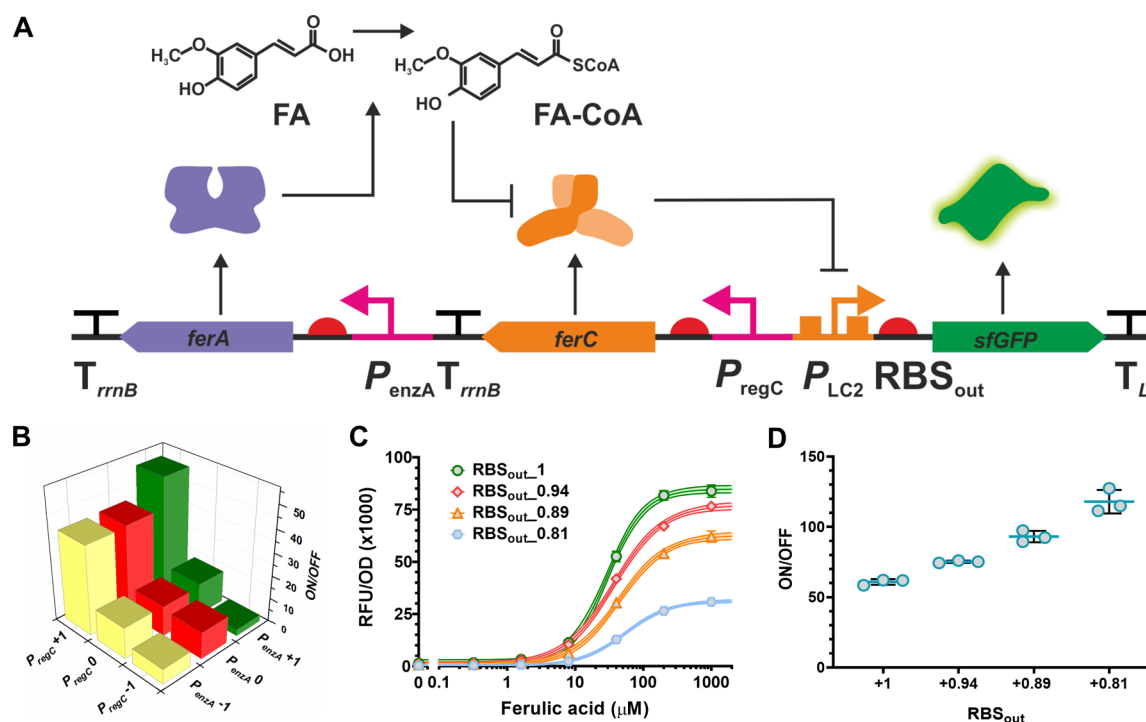 A
O
H₃C
O
OH
HO
FA
O
H₃C
O
SCoA
HO
FA-CoA
ferA
ferC
sfGFP
TrrnB
PenzA
TrrnB
PregC
PLC2
RBSout
TL
B
ON/OFF
50
40
30
20
10
0
PregC +1
PregC 0
PregC -1
PenzA +1
PenzA 0
PenzA -1
C
RFU/OD (x1000)
100
75
50
25
0
RBSout_1
RBSout_0.94
RBSout_0.89
RBSout_0.81
0 0.1 1 10 100 1000
Ferulic acid (μM)
D
ON/OFF
150
100
50
0
+1 +0.94 +0.89 +0.81
RBSout